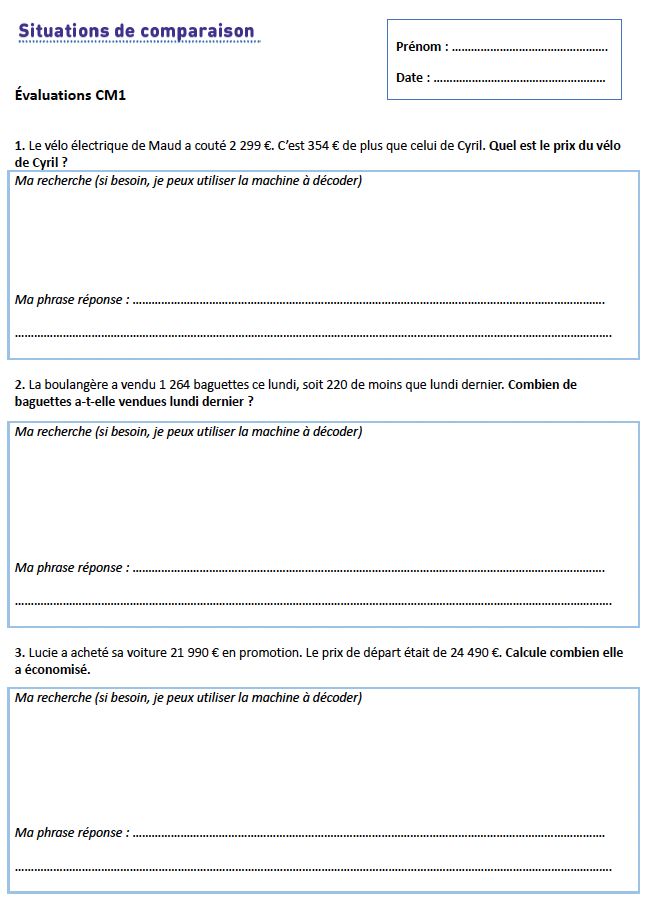 Situations de comparaison
Prénom : ……………………………………………
Date : ………………………………………………
Évaluations CM1
1. Le vélo électrique de Maud a couté 2 299 €. C’est 354 € de plus que celui de Cyril. Quel est le prix du vélo
de Cyril ?
Ma recherche (si besoin, je peux utiliser la machine à décoder)
Ma phrase réponse : ……………………………………………………………………………………………………………………………
………………………………………………………………………………………………………………………………………………………………
2. La boulangère a vendu 1 264 baguettes ce lundi, soit 220 de moins que lundi dernier. Combien de
baguettes a-t-elle vendues lundi dernier ?
Ma recherche (si besoin, je peux utiliser la machine à décoder)
Ma phrase réponse : ……………………………………………………………………………………………………………………………
………………………………………………………………………………………………………………………………………………………………
3. Lucie a acheté sa voiture 21 990 € en promotion. Le prix de départ était de 24 490 €. Calcule combien elle
a économisé.
Ma recherche (si besoin, je peux utiliser la machine à décoder)
Ma phrase réponse : ……………………………………………………………………………………………………………………………
………………………………………………………………………………………………………………………………………………………………